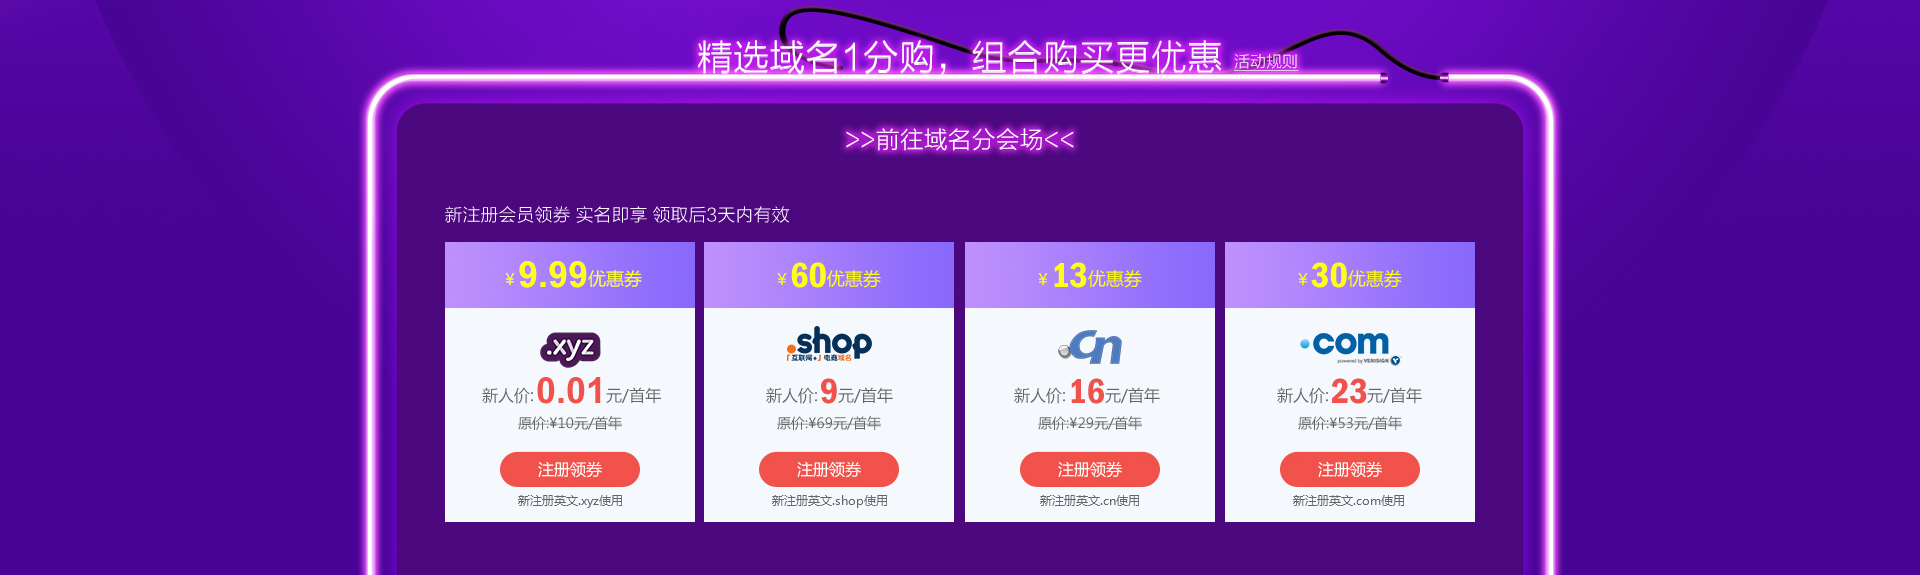 精选域名1分购，组合购买更优惠 活动规则
>>前往域名分会场<<
新注册会员领券 实名即享 领取后3天内有效
¥ 9.99优惠券
.xyz
新人价: 0.01元/首年
原价:¥10元/首年
注册领券
新注册英文.xyz使用
¥ 60优惠券
.shop
「互联网+」电商域名
新人价: 9元/首年
原价:¥69元/首年
注册领券
新注册英文.shop使用
¥ 13优惠券
.cn
新人价: 16元/首年
原价:¥29元/首年
注册领券
新注册英文.cn使用
¥ 30优惠券
.com
powered by VERISIGN
新人价: 23元/首年
原价:¥53元/首年
注册领券
新注册英文.com使用